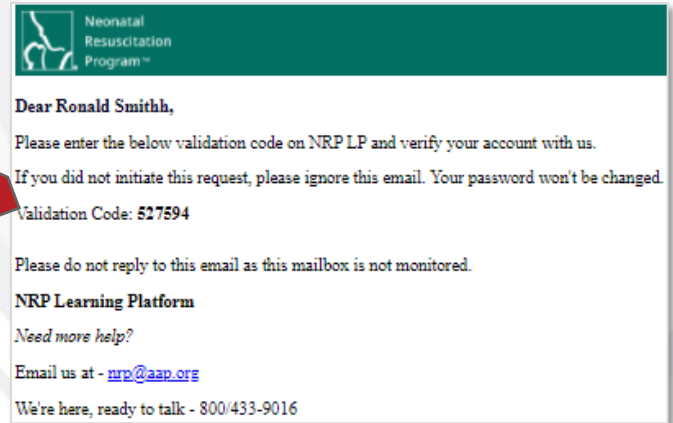 Neonatal
Resuscitation
Program™
Dear Ronald Smithh,
Please enter the below validation code on NRP LP and verify your account with us.
If you did not initiate this request, please ignore this email. Your password won't be changed.
Validation Code: 527594
Please do not reply to this email as this mailbox is not monitored.
NRP Learning Platform
Need more help?
Email us at - nrp@aap.org
We're here, ready to talk - 800/433-9016